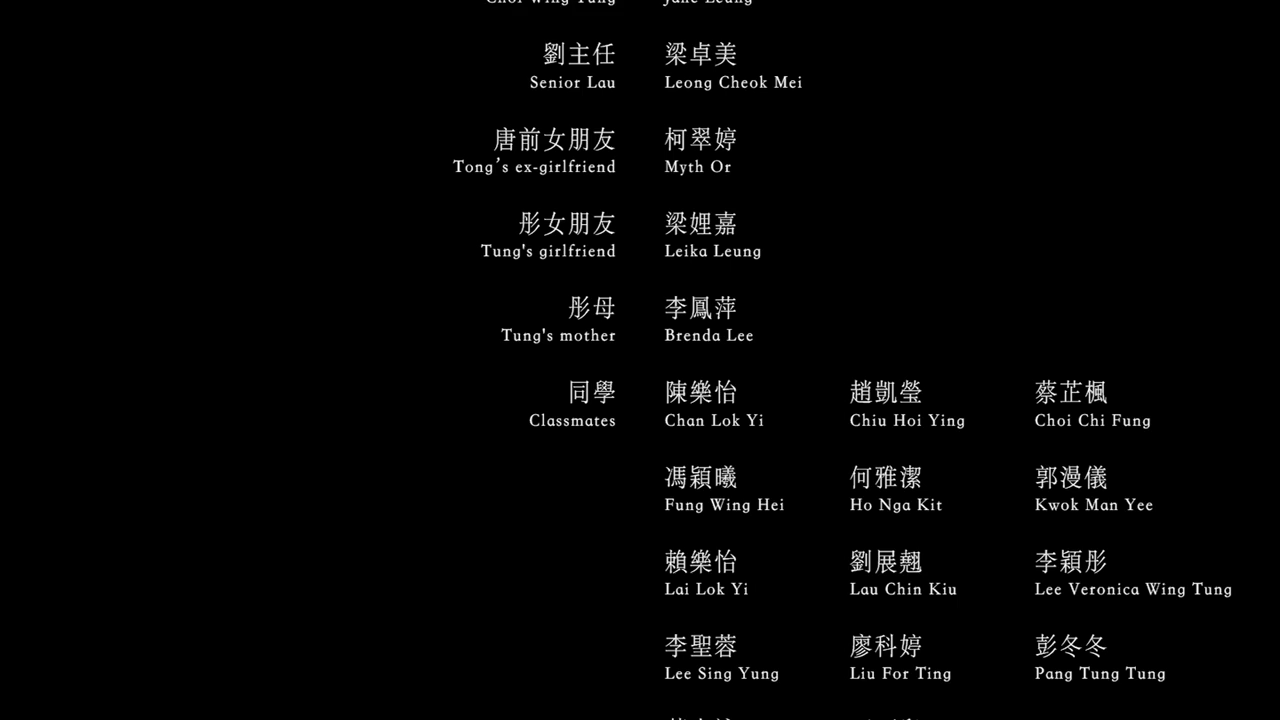 Choi Wing Tung Jane Leung
劉主任 梁卓美
Senior Lau Leong Cheok Mei
唐前女朋友 柯翠婷
Tong’s ex-girlfriend Myth Or
彤女朋友 梁娌嘉
Tung's girlfriend Leika Leung
彤母 李鳳萍
Tung's mother Brenda Lee
同學 陳樂怡 趙凱瑩 蔡芷楓
Classmates Chan Lok Yi Chiu Hoi Ying Choi Chi Fung
馮穎曦 何雅潔 郭漫儀
Fung Wing Hei Ho Nga Kit Kwok Man Yee
賴樂怡 劉展翹 李穎彤
Lai Lok Yi Lau Chin Kiu Lee Veronica Wing Tung
李聖蓉 廖科婷 彭冬冬
Lee Sing Yung Liu For Ting Pang Tung Tung